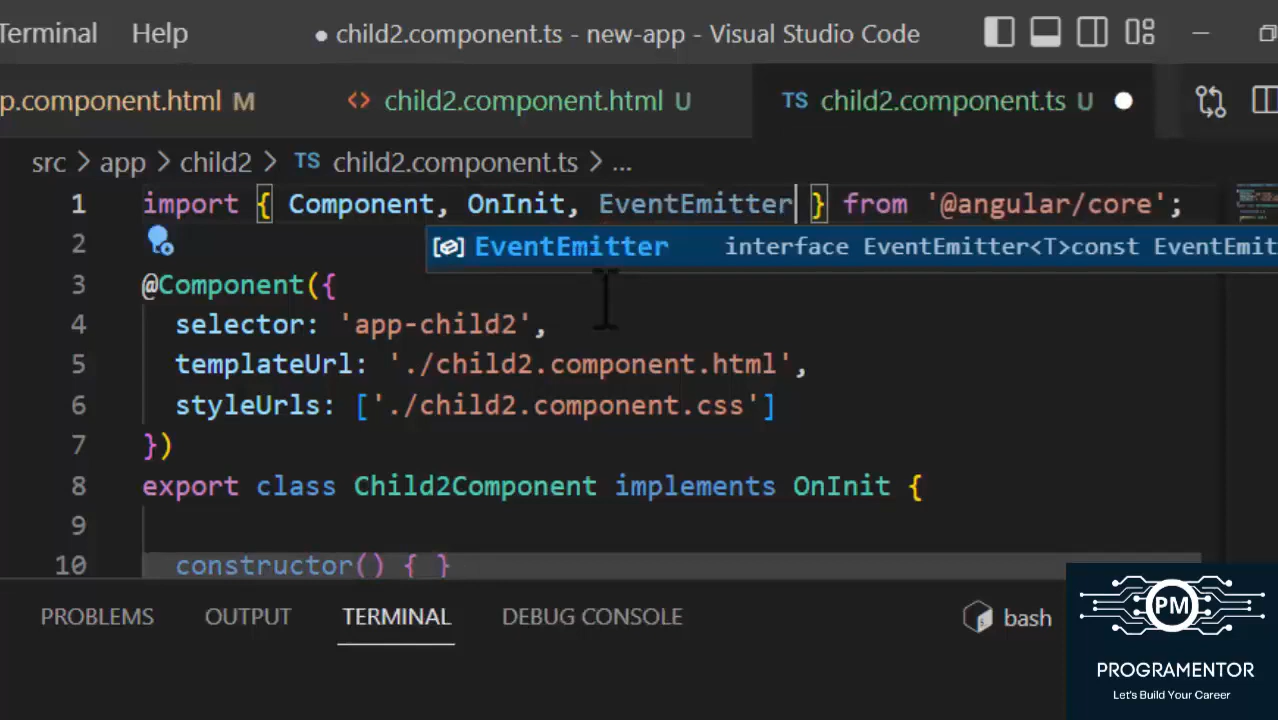 Terminal Help ● child2.component.ts - new-app - Visual Studio Code
p.component.html M <> child2.component.html U TS child2.component.ts U
src > app > child2 > TS child2.component.ts > ...
1 import { Component, OnInit, EventEmitter } from '@angular/core';
2
EventEmitter interface EventEmitter<T>const EventEmit
3 @Component({
4 selector: 'app-child2',
5 templateUrl: './child2.component.html',
6 styleUrls: ['./child2.component.css']
7 })
8 export class Child2Component implements OnInit {
9
10 constructor() { }
PROBLEMS OUTPUT TERMINAL DEBUG CONSOLE bash
PM
PROGRAMENTOR
Let's Build Your Career